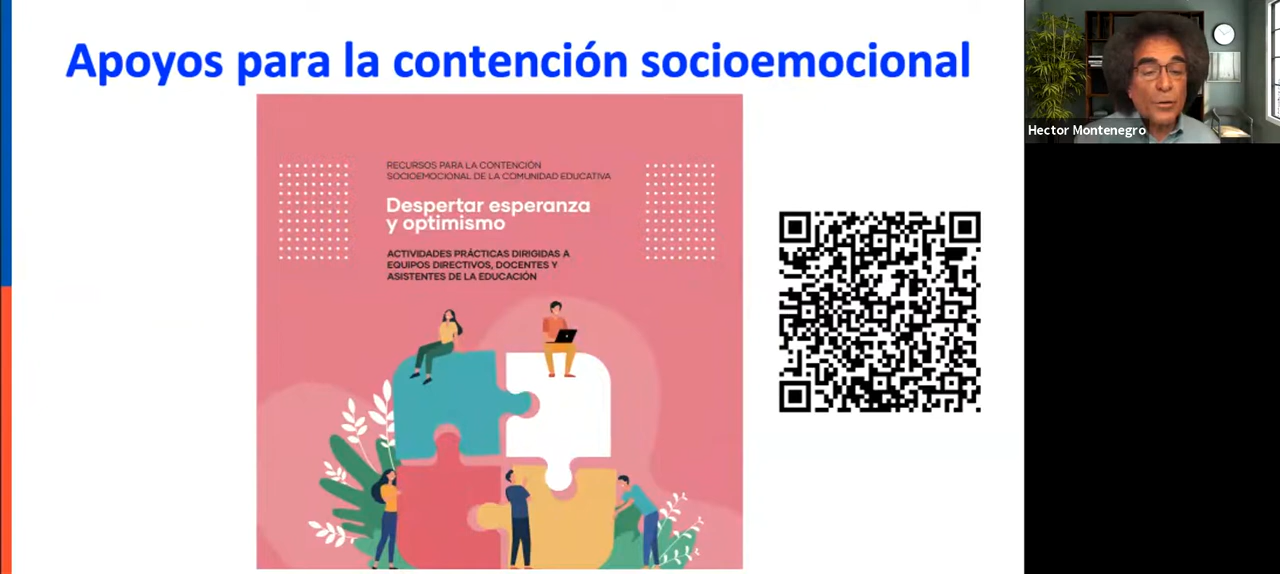 Apoyos para la contención socioemocional
RECURSOS PARA LA CONTENCIÓN
SOCIOEMOCIONAL DE LA COMUNIDAD EDUCATIVA
Despertar esperanza
y optimismo
ACTIVIDADES PRÁCTICAS DIRIGIDAS A
EQUIPOS DIRECTIVOS, DOCENTES Y
ASISTENTES DE LA EDUCACIÓN
Hector Montenegro